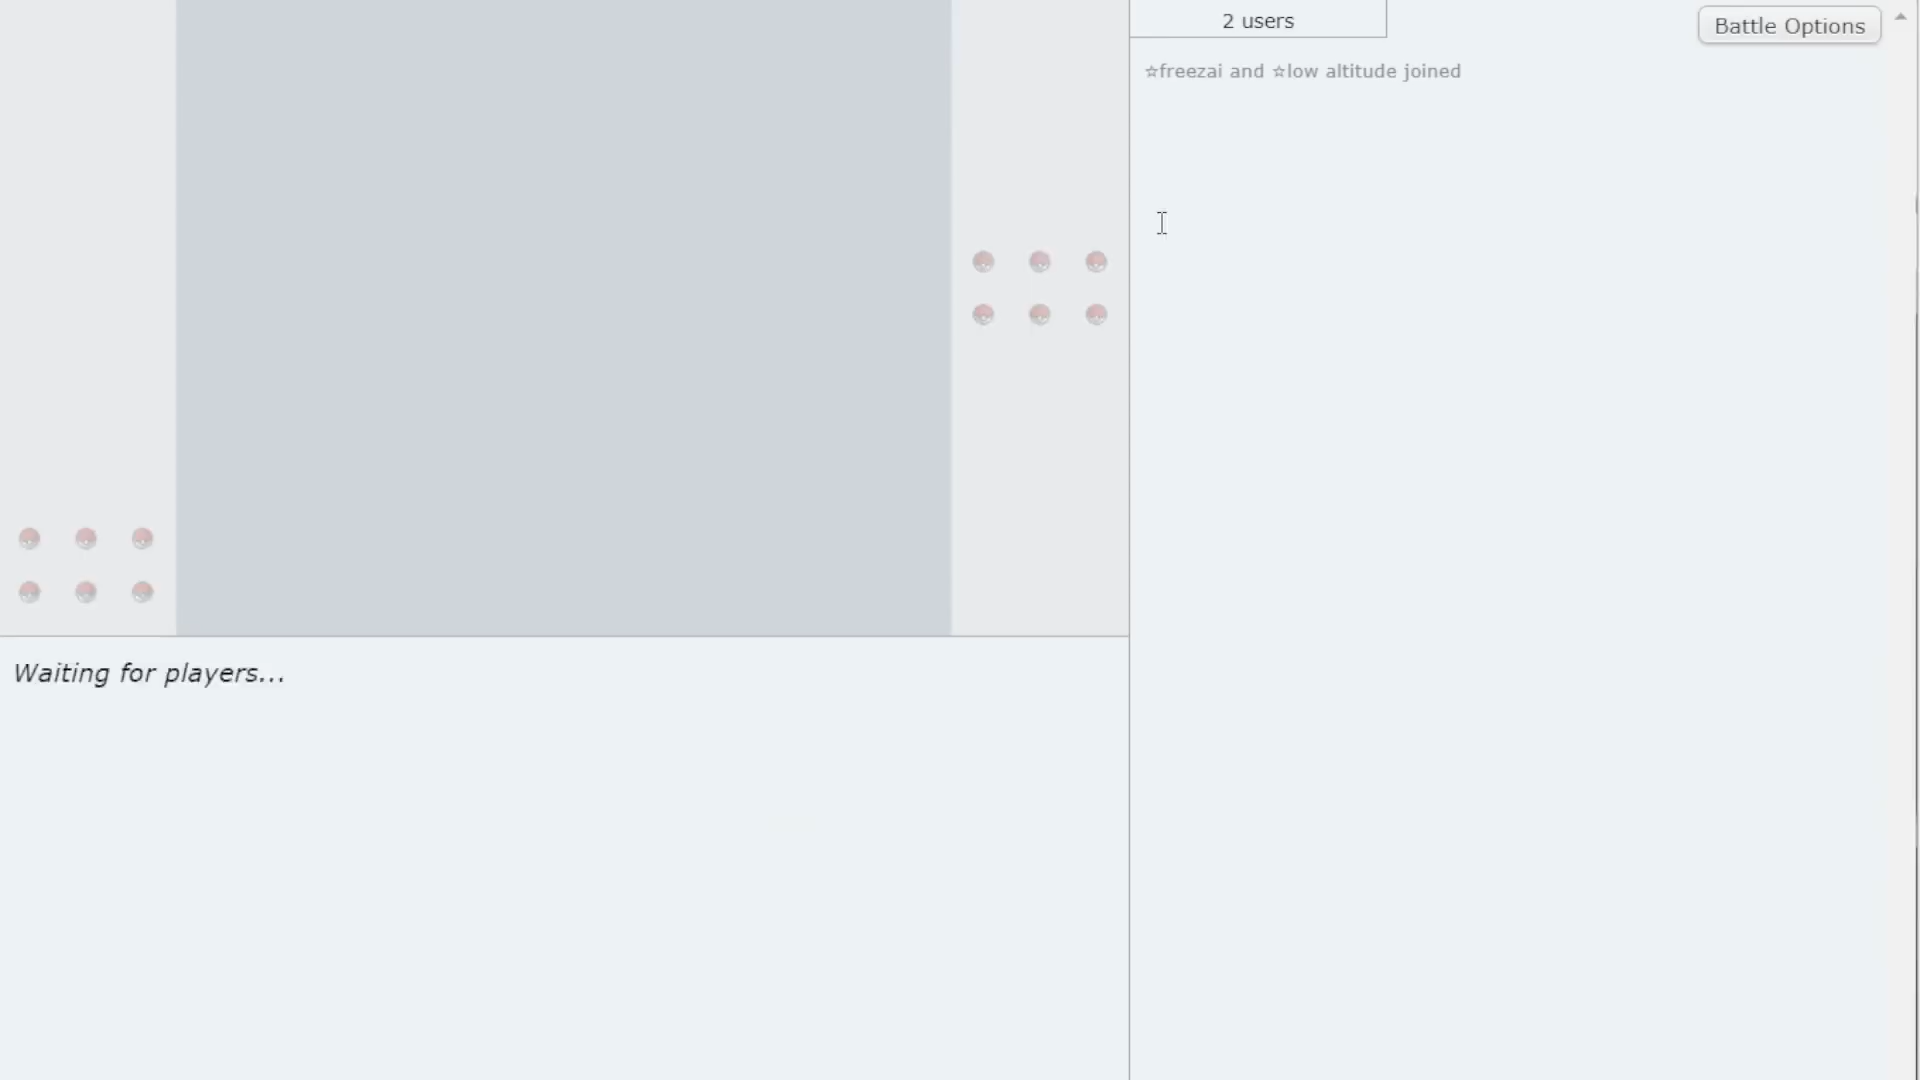 2 users
Battle Options
☆freezai and ☆low altitude joined
Waiting for players...